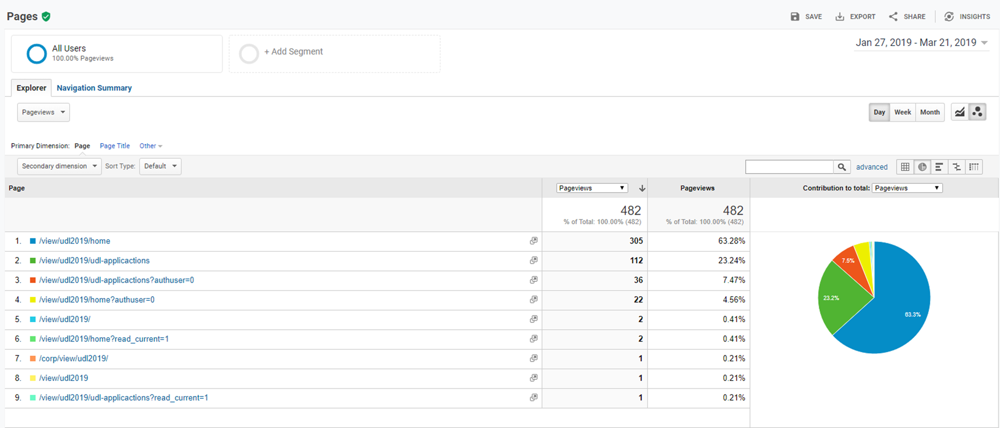 Pages
SAVE EXPORT SHARE INSIGHTS
All Users
100.00% Pageviews
+ Add Segment
Jan 27, 2019 - Mar 21, 2019
Explorer Navigation Summary
Pageviews
Day Week Month
Primary Dimension: Page Page Title Other
Secondary dimension Sort Type: Default
advanced
Page Pageviews Pageviews Contribution to total: Pageviews
482 482
% of Total: 100.00% (482) % of Total: 100.00% (482)
1. /view/udl2019/home 305 63.28%
2. /view/udl2019/udl-applicactions 112 23.24%
3. /view/udl2019/udl-applicactions?authuser=0 36 7.47%
4. /view/udl2019/home?authuser=0 22 4.56%
5. /view/udl2019/ 2 0.41%
6. /view/udl2019/home?read_current=1 2 0.41%
7. /corp/view/udl2019/ 1 0.21%
8. /view/udl2019 1 0.21%
9. /view/udl2019/udl-applicactions?read_current=1 1 0.21%
7.5%
23.2%
63.3%